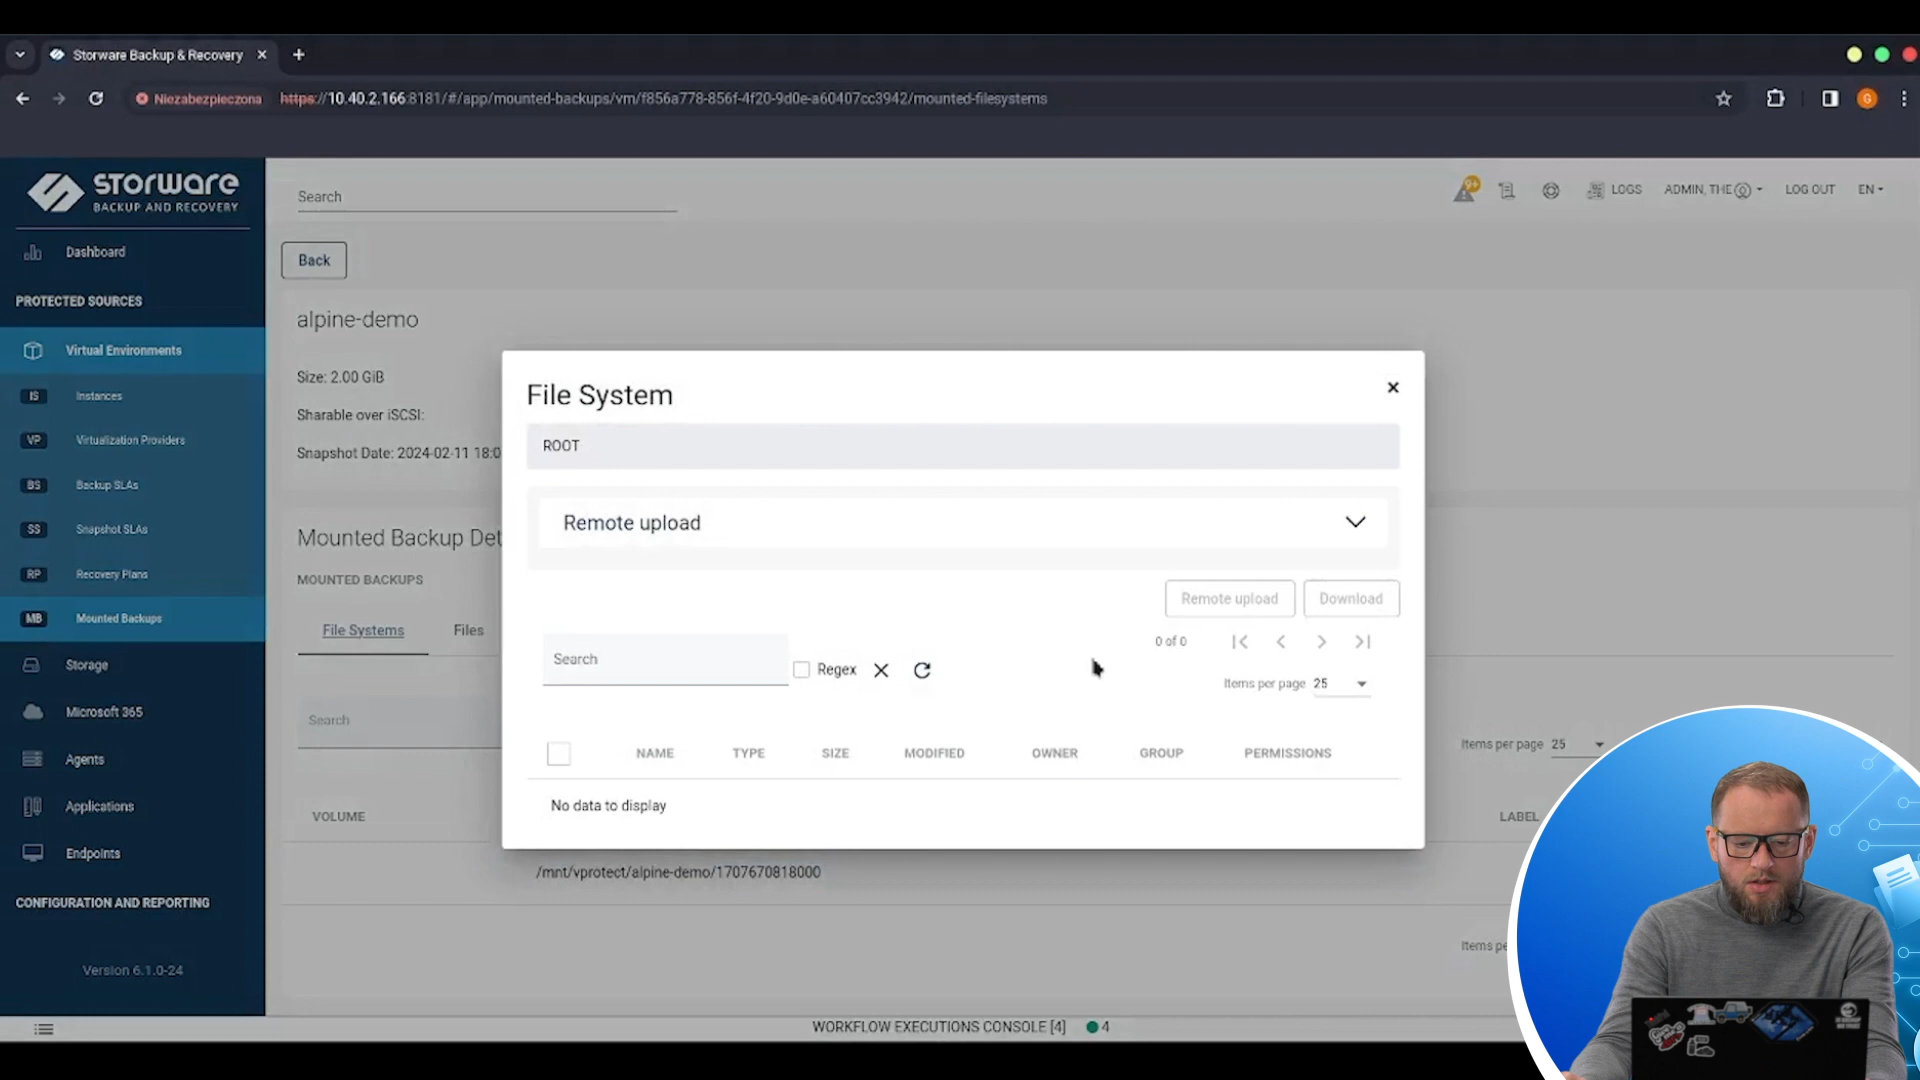 Storware Backup & Recovery
Niezabezpieczona https://10.40.2.166:8181/#/app/mounted-backups/vm/f856a778-856f-4f20-9d0e-a60407cc3942/mounted-filesystems
G
STORWARE
BACKUP AND RECOVERY
Search
9+
LOGS
ADMIN, THE
LOG OUT
EN
Dashboard
PROTECTED SOURCES
Virtual Environments
IS Instances
VP Virtualization Providers
BS Backup SLAs
SS Snapshot SLAs
RP Recovery Plans
MB Mounted Backups
Storage
Microsoft 365
Agents
Applications
Endpoints
CONFIGURATION AND REPORTING
Version 6.1.0-24
Back
alpine-demo
Size: 2.00 GiB
Sharable over iSCSI:
Snapshot Date: 2024-02-11 18:0
Mounted Backup Det
MOUNTED BACKUPS
File Systems Files
Search
Items per page 25
VOLUME
LABEL
/mnt/vprotect/alpine-demo/1707670818000
Items pe
File System
ROOT
Remote upload
Remote upload Download
0 of 0
Search
Regex
Items per page 25
NAME TYPE SIZE MODIFIED OWNER GROUP PERMISSIONS
No data to display
WORKFLOW EXECUTIONS CONSOLE [4] 4